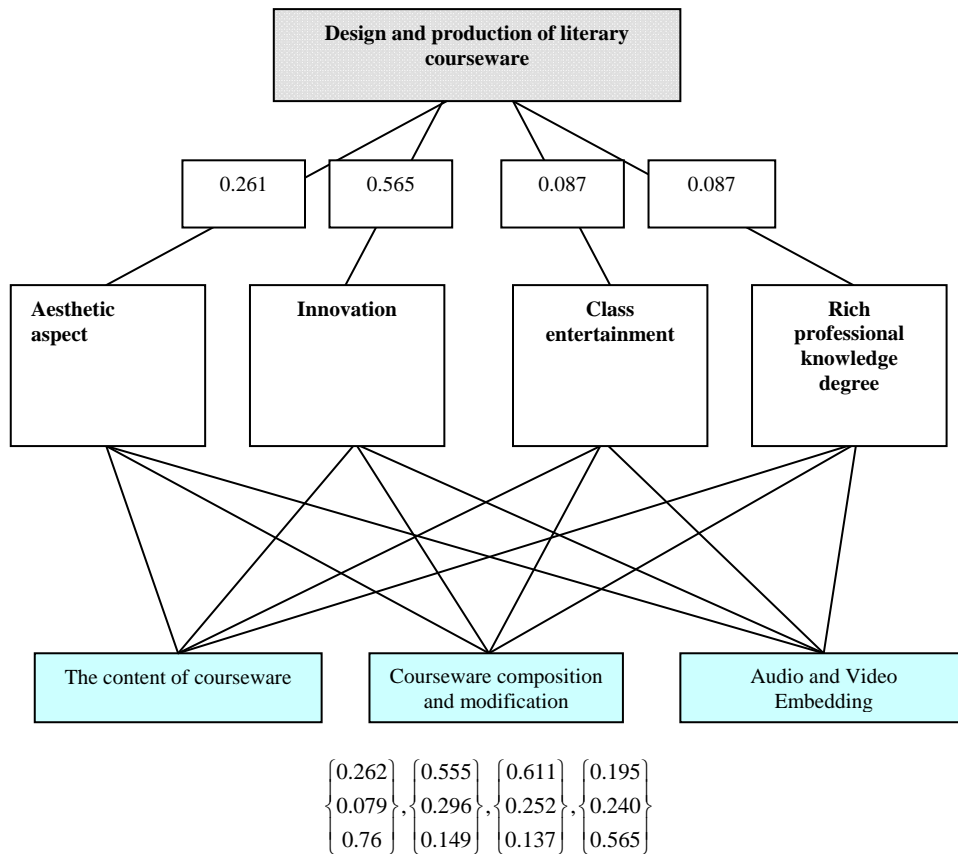 Design and production of literary
courseware
0.261 0.565 0.087 0.087
Aesthetic
aspect
Innovation
Class
entertainment
Rich
professional
knowledge
degree
The content of courseware
Courseware composition
and modification
Audio and Video
Embedding
{0.262} {0.555} {0.611} {0.195}
{0.079},{0.296},{0.252},{0.240}
{0.76} {0.149} {0.137} {0.565}